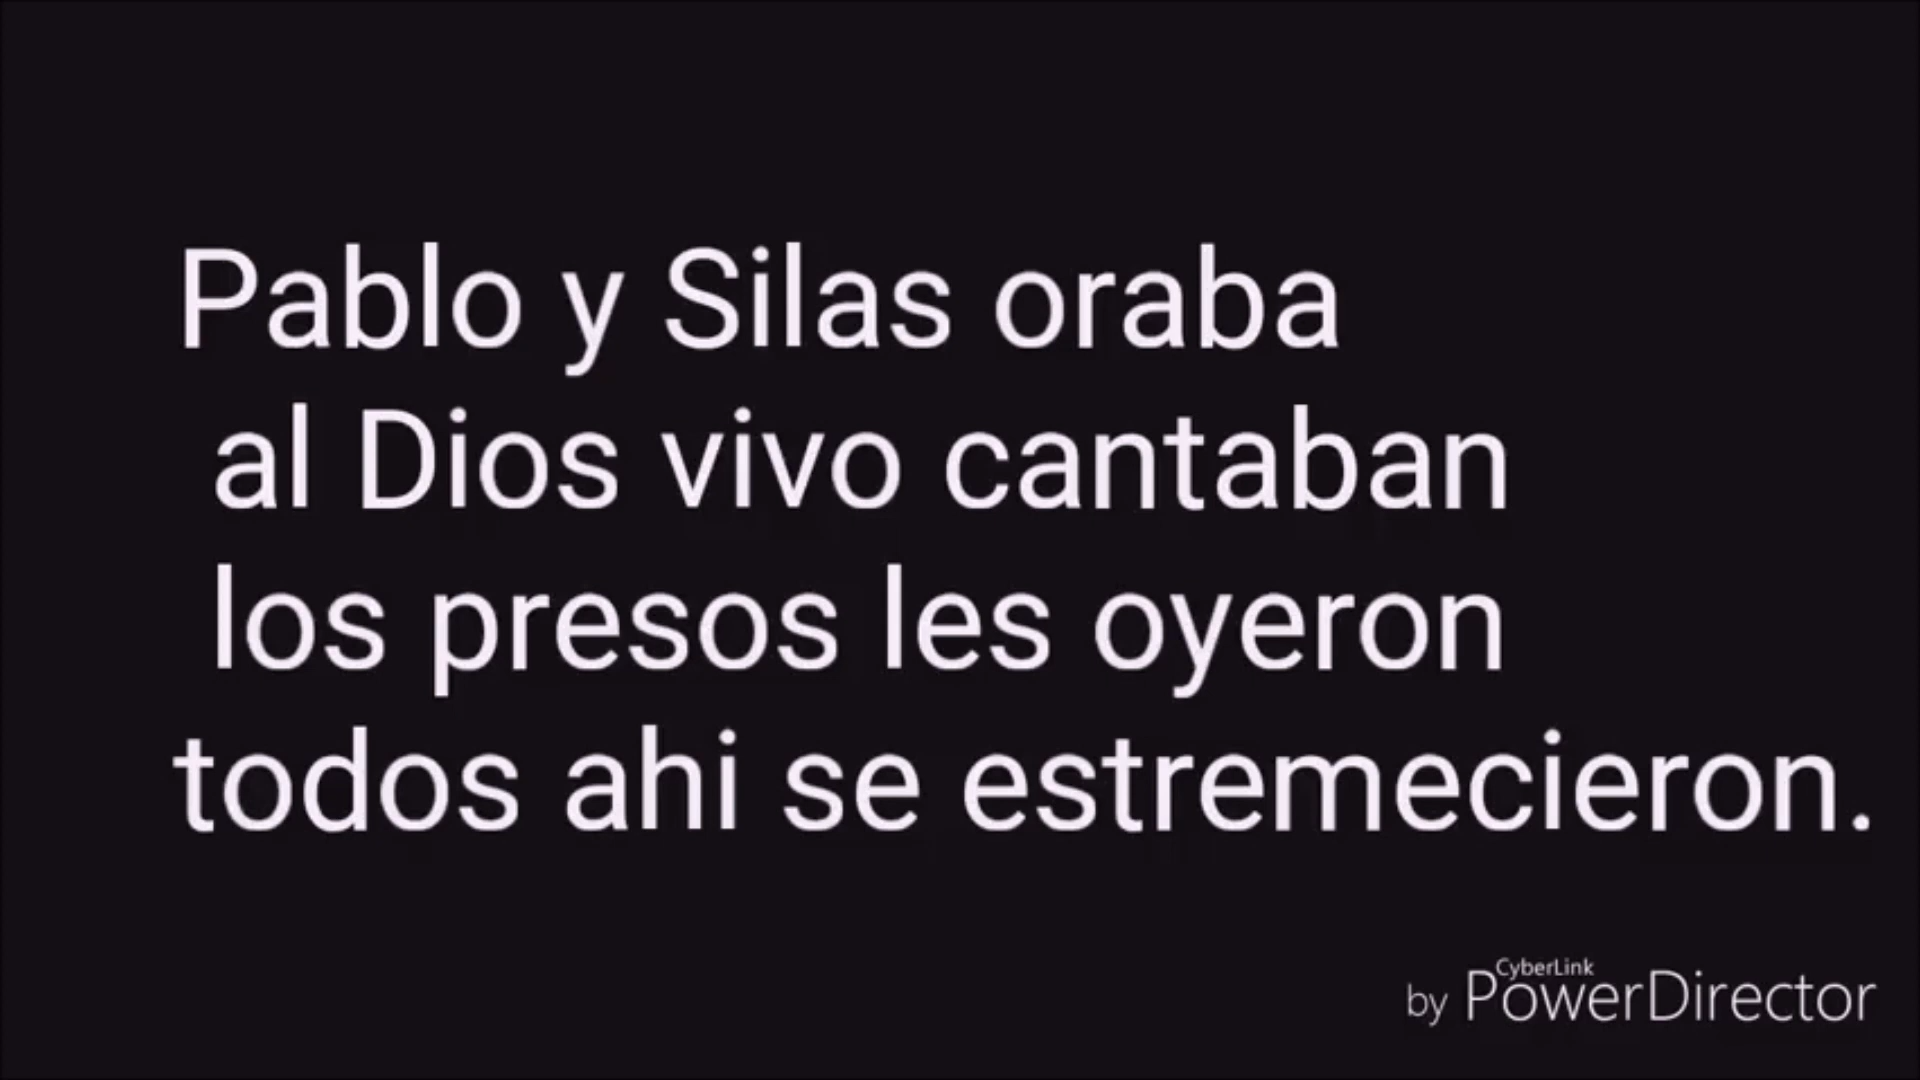 Pablo y Silas oraba
al Dios vivo cantaban
los presos les oyeron
todos ahi se estremecieron.
by CyberLink PowerDirector